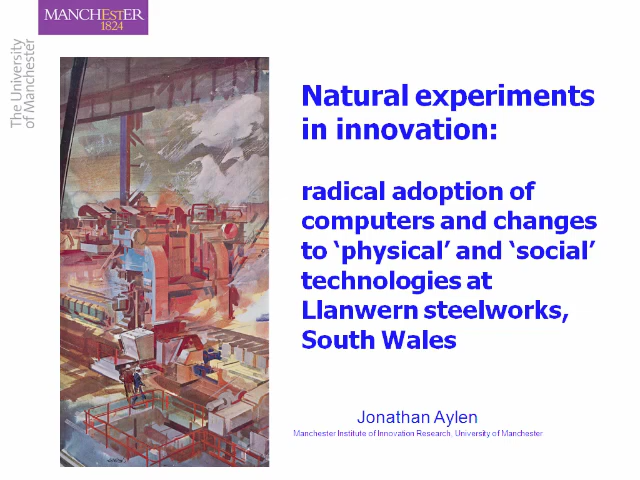 MANCHESTER
1824
The University
of Manchester
Natural experiments
in innovation:
radical adoption of
computers and changes
to ‘physical’ and ‘social’
technologies at
Llanwern steelworks,
South Wales
Jonathan Aylen
Manchester Institute of Innovation Research, University of Manchester